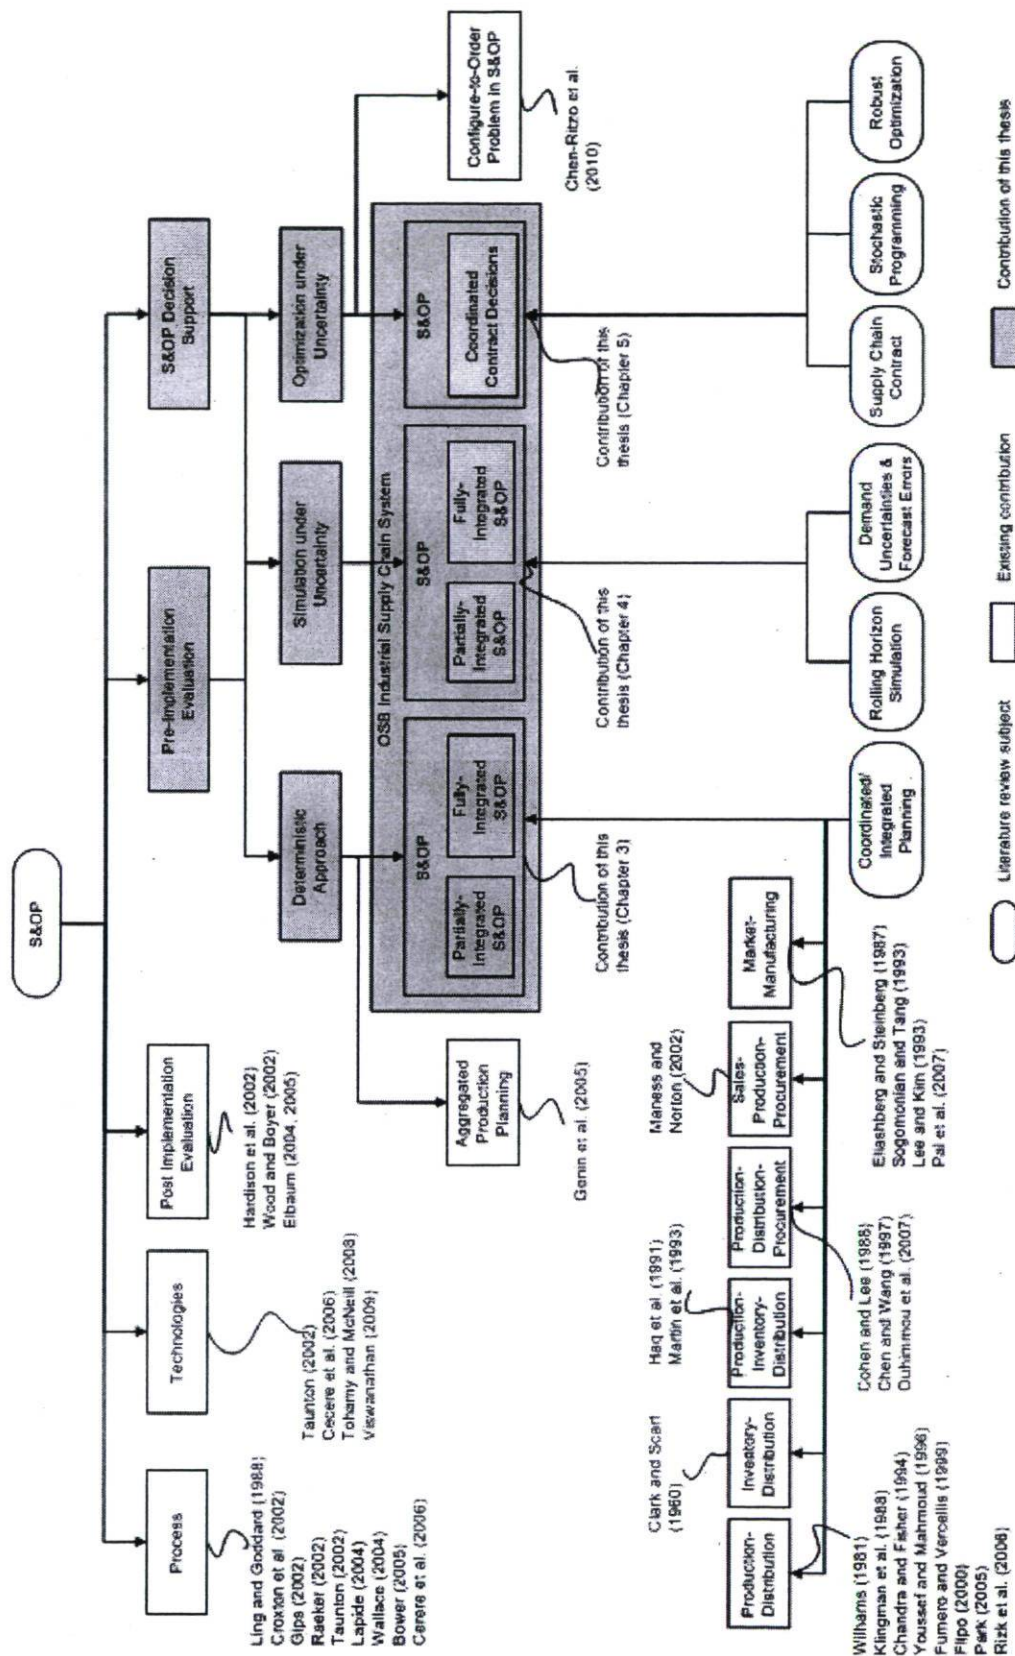 S&OP
Process
Technologies
Post Implementation
Evaluation
Pre-Implementation
Evaluation
S&OP Decision
Support
Ling and Goddard (1988)
Croxton et al. (2002)
Gips (2002)
Raeker (2002)
Taunton (2002)
Lapide (2004)
Wallace (2004)
Bower (2005)
Cerere et al. (2006)
Taunton (2002)
Cecere et al. (2006)
Tohamy and McNeill (2008)
Viswanathan (2009)
Hardison et al. (2002)
Wood and Boyer (2002)
Elbaum (2004, 2005)
Deterministic
Approach
Simulation under
Uncertainty
Optimization under
Uncertainty
Aggregated
Production
Planning
Genin et al. (2005)
OSB Industrial Supply Chain System
S&OP
Partially-
Integrated
S&OP
Fully-
Integrated
S&OP
S&OP
Partially-
Integrated
S&OP
Fully-
Integrated
S&OP
S&OP
Coordinated
Contract Decisions
Configure-to-Order
Problem in S&OP
Chen-Ritzo et al.
(2010)
Contribution of this
thesis (Chapter 3)
Contribution of this
thesis (Chapter 4)
Contribution of this
thesis (Chapter 5)
Clark and Scarf
(1960)
Haq et al. (1991)
Martin et al. (1993)
Maness and
Norton (2002)
Production-
Distribution
Inventory-
Distribution
Production-
Inventory-
Distribution
Production-
Distribution-
Procurement
Sales-
Production-
Procurement
Market-
Manufacturing
Williams (1981)
Klingman et al. (1988)
Chandra and Fisher (1994)
Youssef and Mahmoud (1996)
Fumero and Vercellis (1999)
Flipo (2000)
Park (2005)
Rizk et al. (2006)
Cohen and Lee (1988)
Chen and Wang (1997)
Ouhimmou et al. (2007)
Eliashberg and Steinberg (1987)
Sogomonian and Tang (1993)
Lee and Kim (1993)
Pal et al. (2007)
Coordinated/
Integrated
Planning
Rolling Horizon
Simulation
Demand
Uncertainties &
Forecast Errors
Supply Chain
Contract
Stochastic
Programming
Robust
Optimization
Literature review subject
Existing contribution
Contribution of this thesis